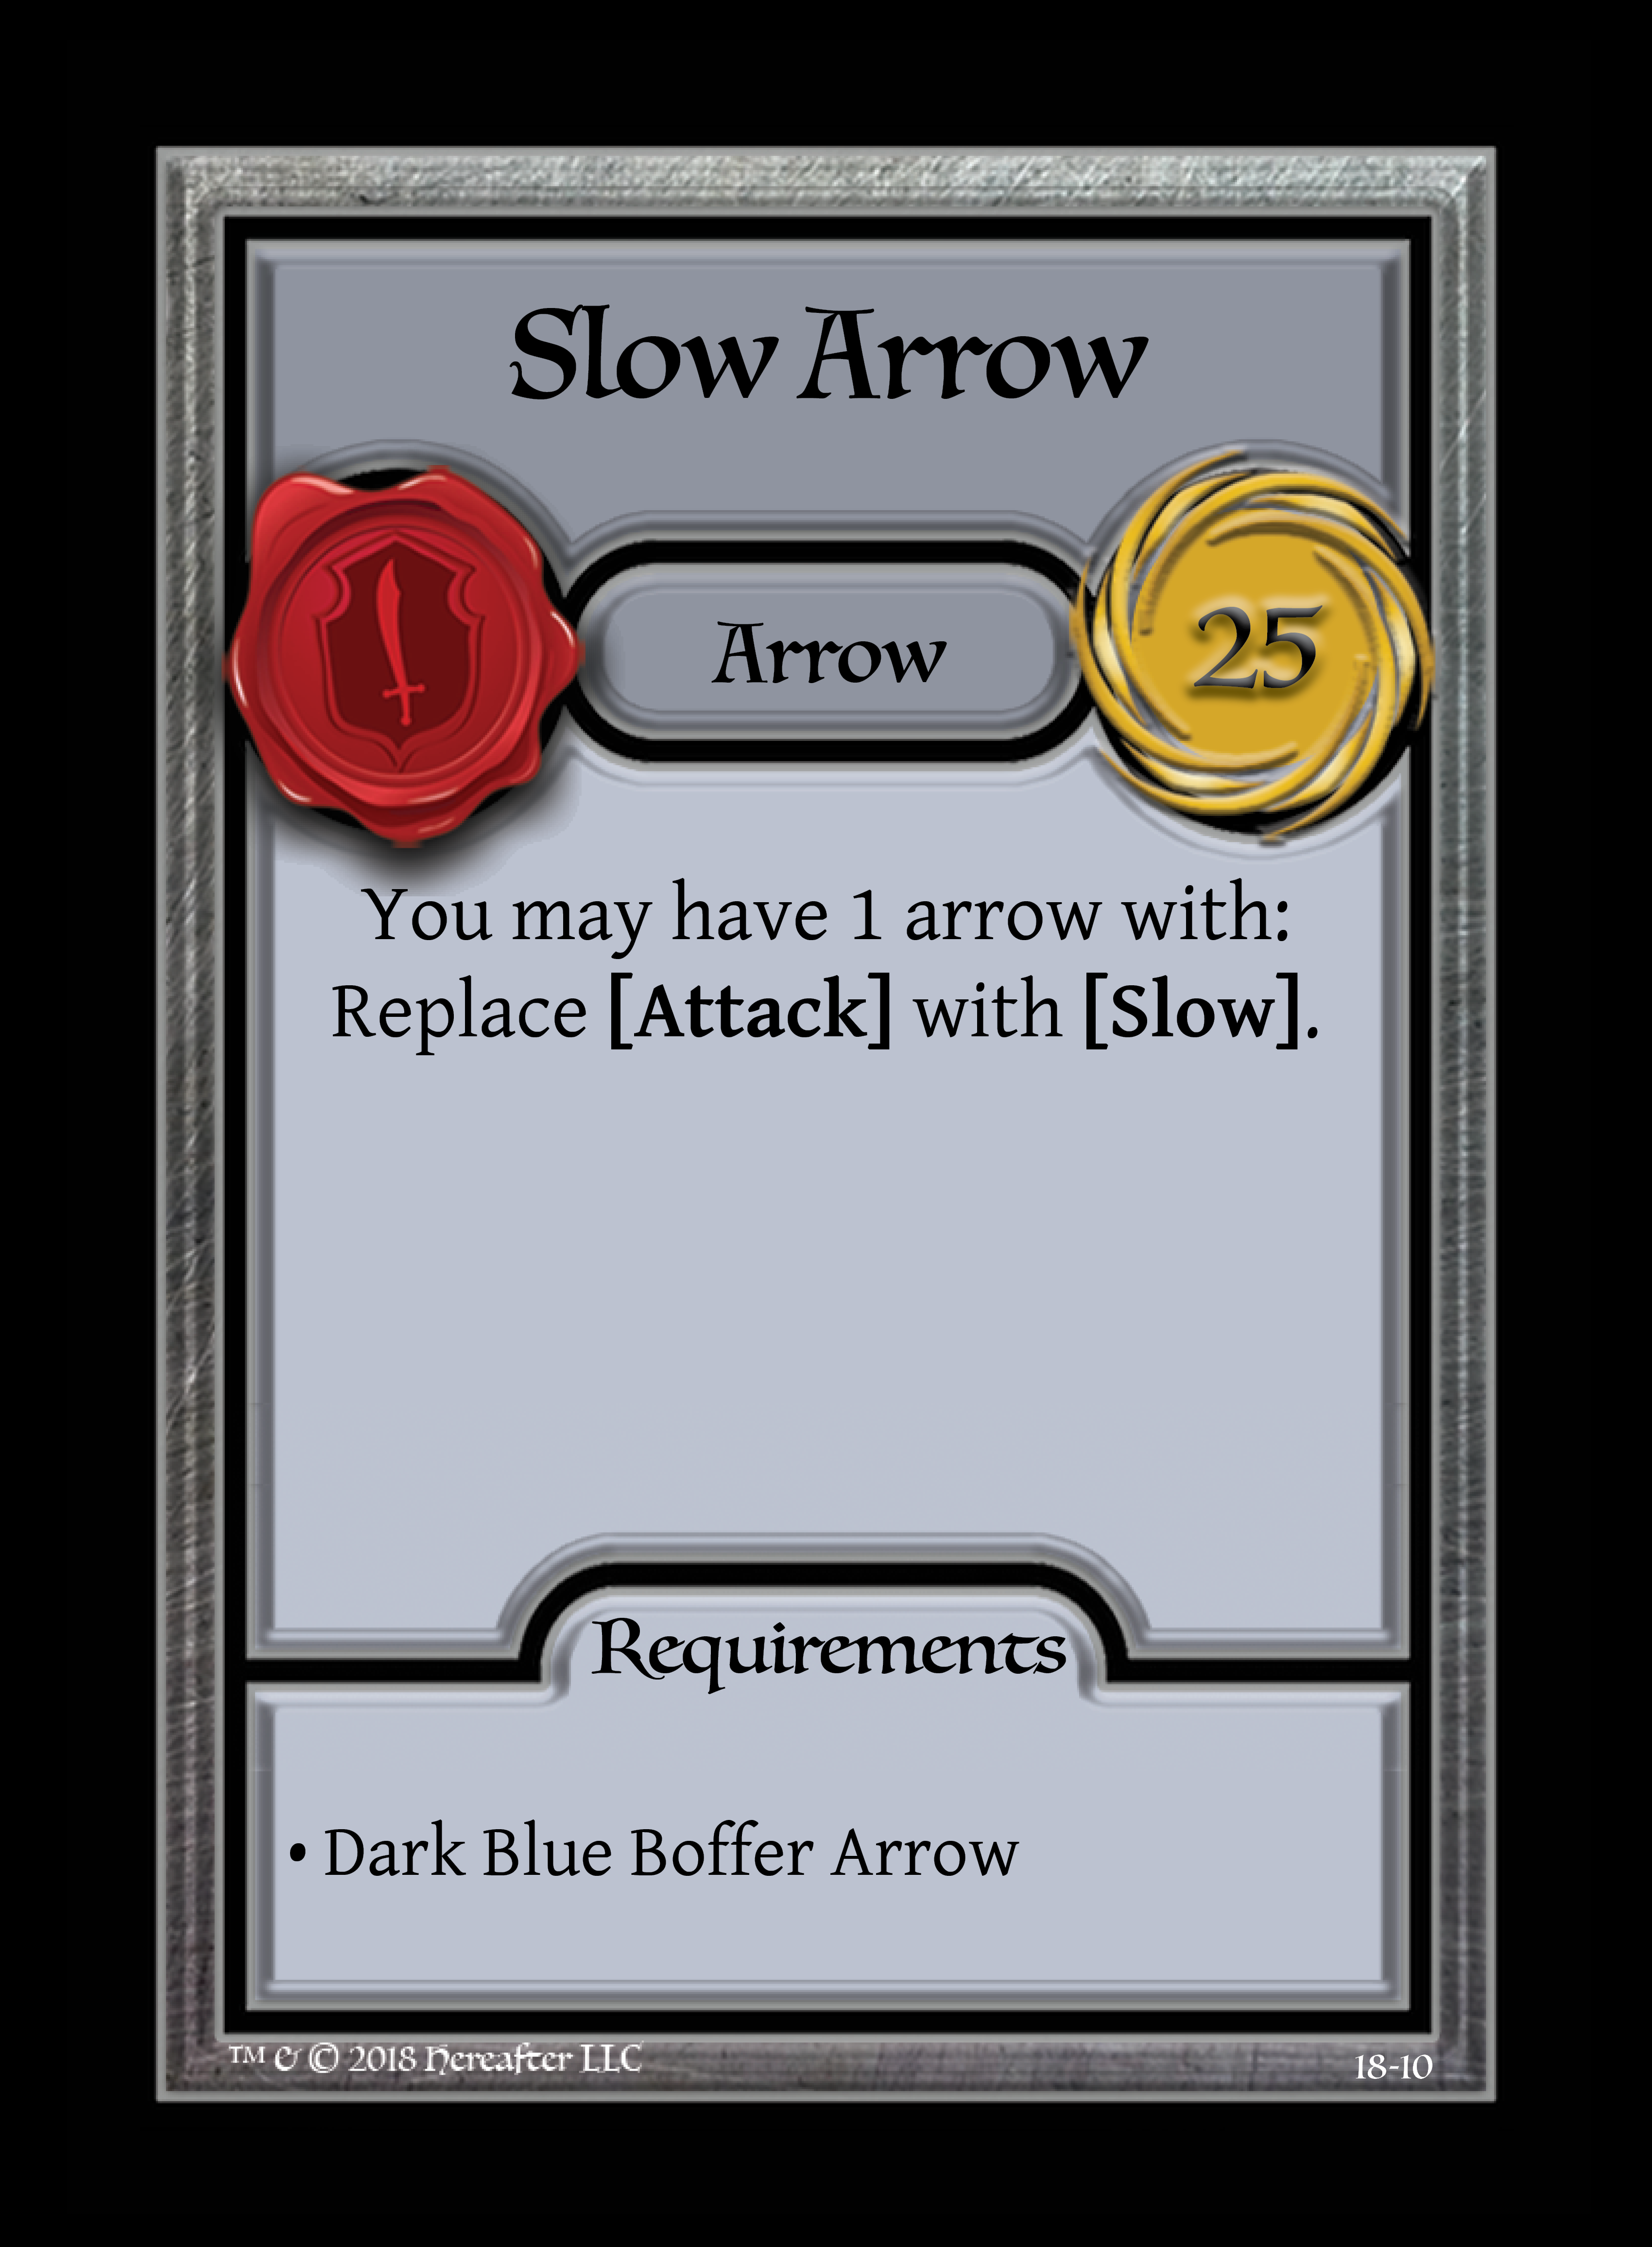 Slow Arrow
Arrow
25
You may have 1 arrow with:
Replace [Attack] with [Slow].
Requirements
• Dark Blue Boffer Arrow
™ & © 2018 Hereafter LLC
18-10